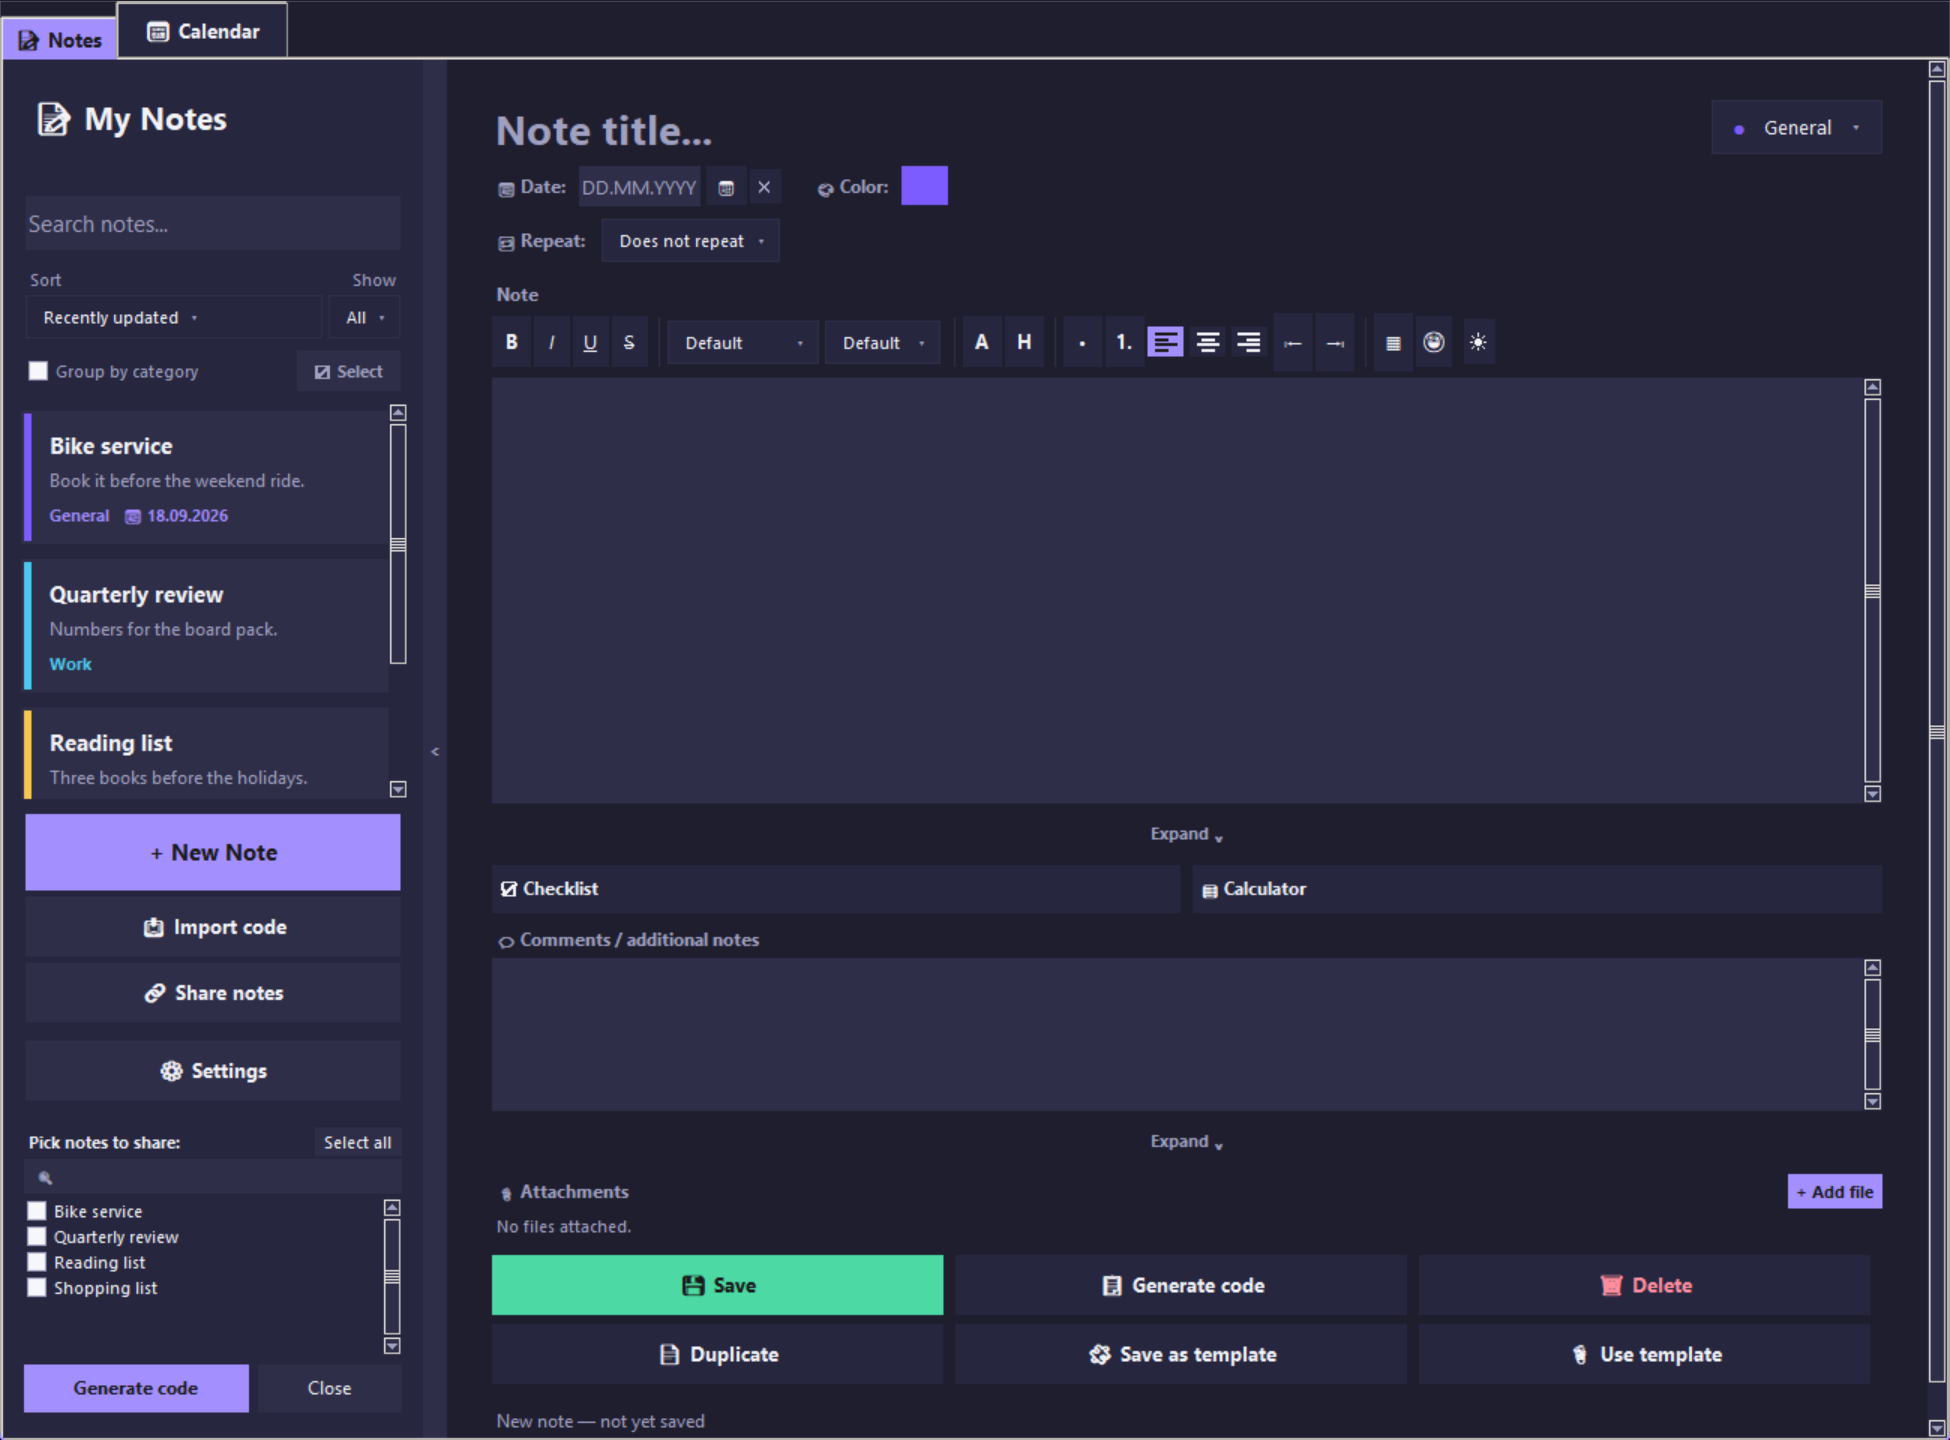 Notes
Calendar
My Notes
Search notes...
Sort
Show
Recently updated
All
Group by category
Select
Bike service
Book it before the weekend ride.
General 18.09.2026
Quarterly review
Numbers for the board pack.
Work
Reading list
Three books before the holidays.
+ New Note
Import code
Share notes
Settings
Pick notes to share:
Select all
Bike service
Quarterly review
Reading list
Shopping list
Generate code
Close
<
Note title...
General
Date: DD.MM.YYYY
Color:
Repeat: Does not repeat
Note
B I U S Default Default A H • 1.
Expand
Checklist
Calculator
Comments / additional notes
Expand
Attachments
+ Add file
No files attached.
Save
Generate code
Delete
Duplicate
Save as template
Use template
New note — not yet saved